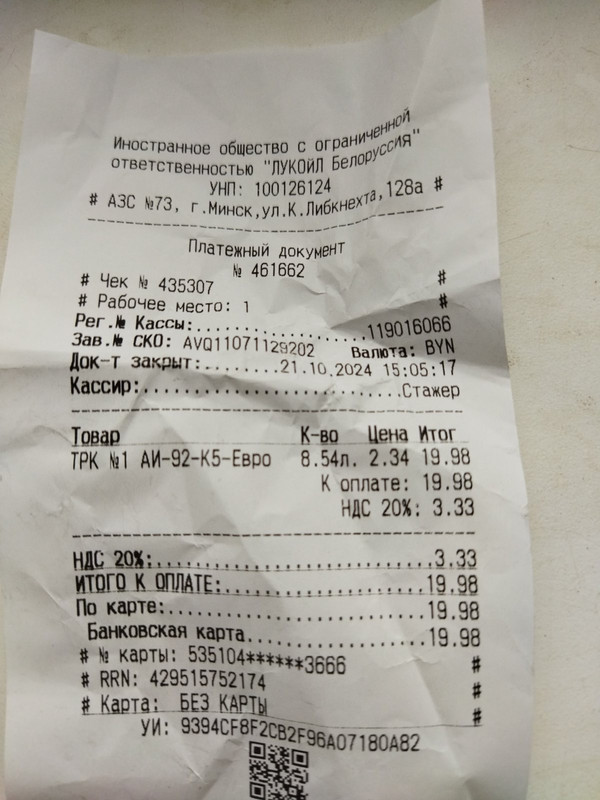 Иностранное общество с ограниченной
ответственностью "ЛУКОЙЛ Белоруссия"
УНП: 100126124
# АЗС №73, г.Минск,ул.К.Либкнехта,128а #
Платежный документ
№ 461662
# Чек № 435307 #
# Рабочее место: 1 #
Рег.№ Кассы:....................119016066
Зав.№ СКО: AVQ11071129202 Валюта: BYN
Док-т закрыт:........21.10.2024 15:05:17
Кассир:..........................Стажер
Товар К-во Цена Итог
ТРК №1 АИ-92-К5-Евро 8.54л. 2.34 19.98
К оплате: 19.98
НДС 20%: 3.33
НДС 20%:............................3.33
ИТОГО К ОПЛАТЕ:....................19.98
По карте:..........................19.98
Банковская карта..................19.98
# № карты: 535104******3666 #
# RRN: 429515752174 #
# Карта: БЕЗ КАРТЫ #
УИ: 9394CF8F2CB2F96A07180A82